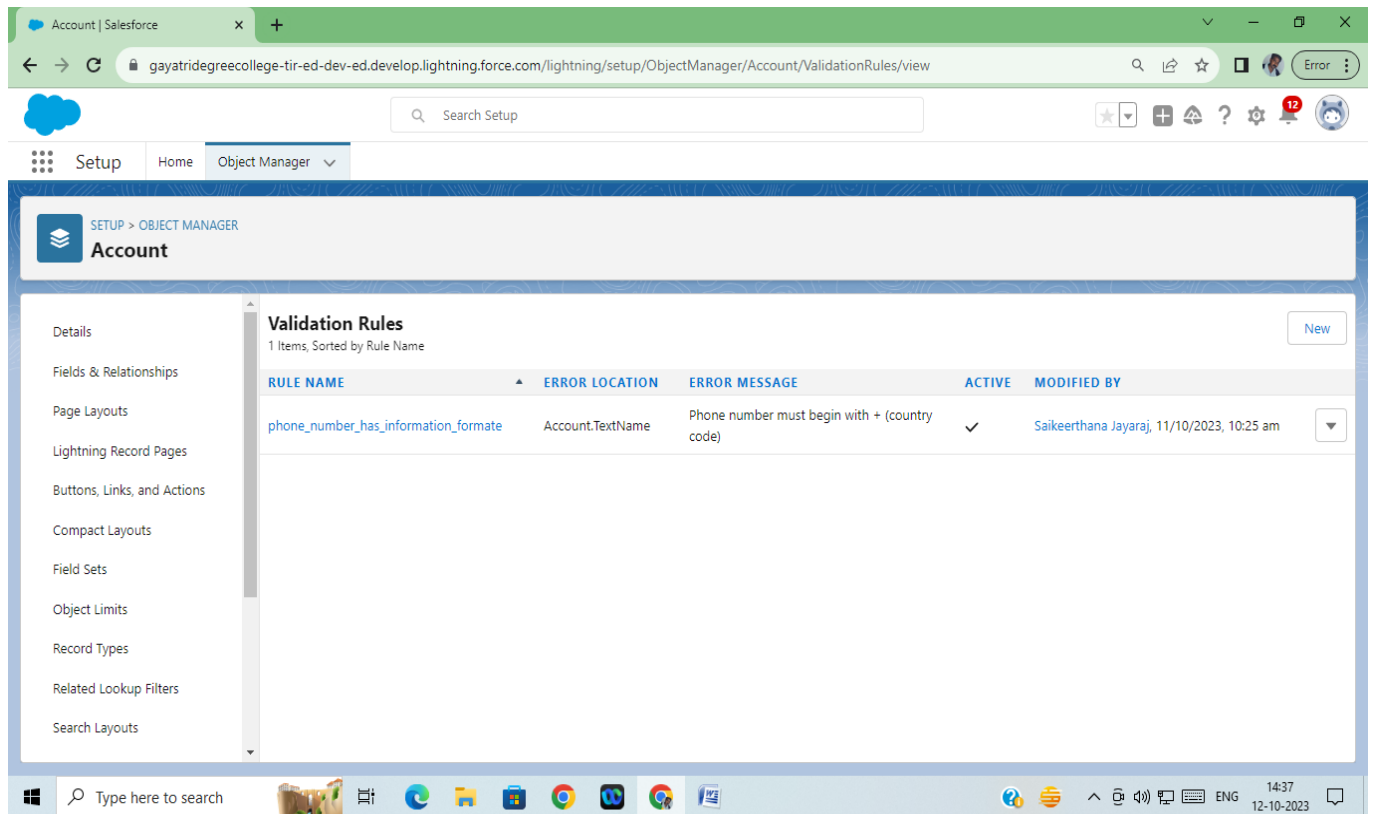 Account | Salesforce
gayatridegreecollege-tir-ed-dev-ed.develop.lightning.force.com/lightning/setup/ObjectManager/Account/ValidationRules/view
Error
Search Setup
12
Setup
Home
Object Manager
SETUP > OBJECT MANAGER
Account
Details
Fields & Relationships
Page Layouts
Lightning Record Pages
Buttons, Links, and Actions
Compact Layouts
Field Sets
Object Limits
Record Types
Related Lookup Filters
Search Layouts
Validation Rules
1 Items, Sorted by Rule Name
New
RULE NAME ERROR LOCATION ERROR MESSAGE ACTIVE MODIFIED BY
phone_number_has_information_formate Account.TextName Phone number must begin with + (country
code)
Saikeerthana Jayaraj, 11/10/2023, 10:25 am
Type here to search
ENG
14:37
12-10-2023